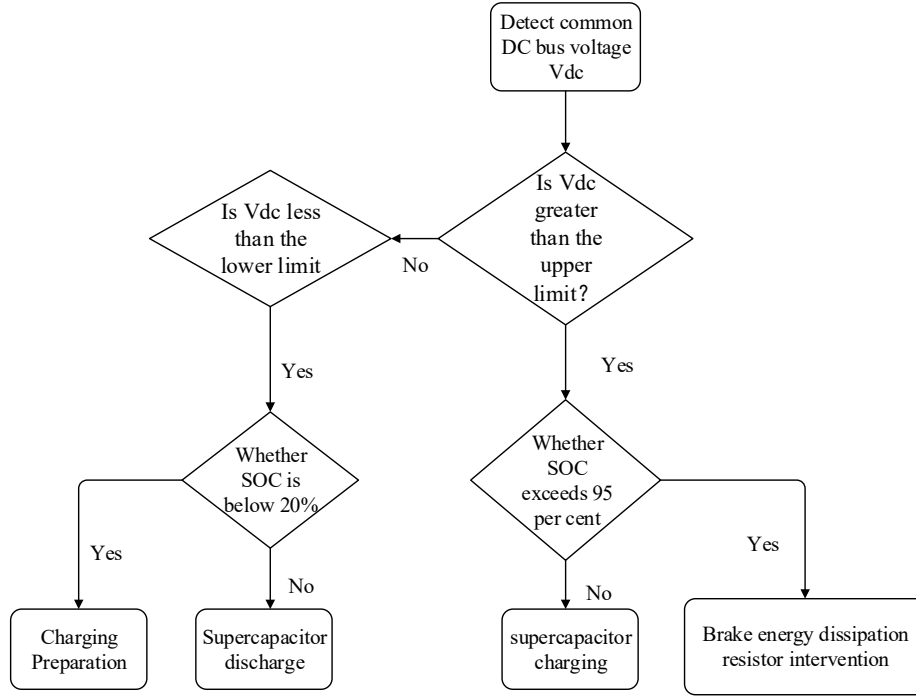 Detect common
DC bus voltage
Vdc
Is Vdc
greater
than the
upper
limit?
Is Vdc less
than the
lower limit
No
Yes
Yes
Whether
SOC is
below 20%
Whether
SOC
exceeds 95
per cent
Yes
No
No
Yes
Charging
Preparation
Supercapacitor
discharge
supercapacitor
charging
Brake energy dissipation
resistor intervention